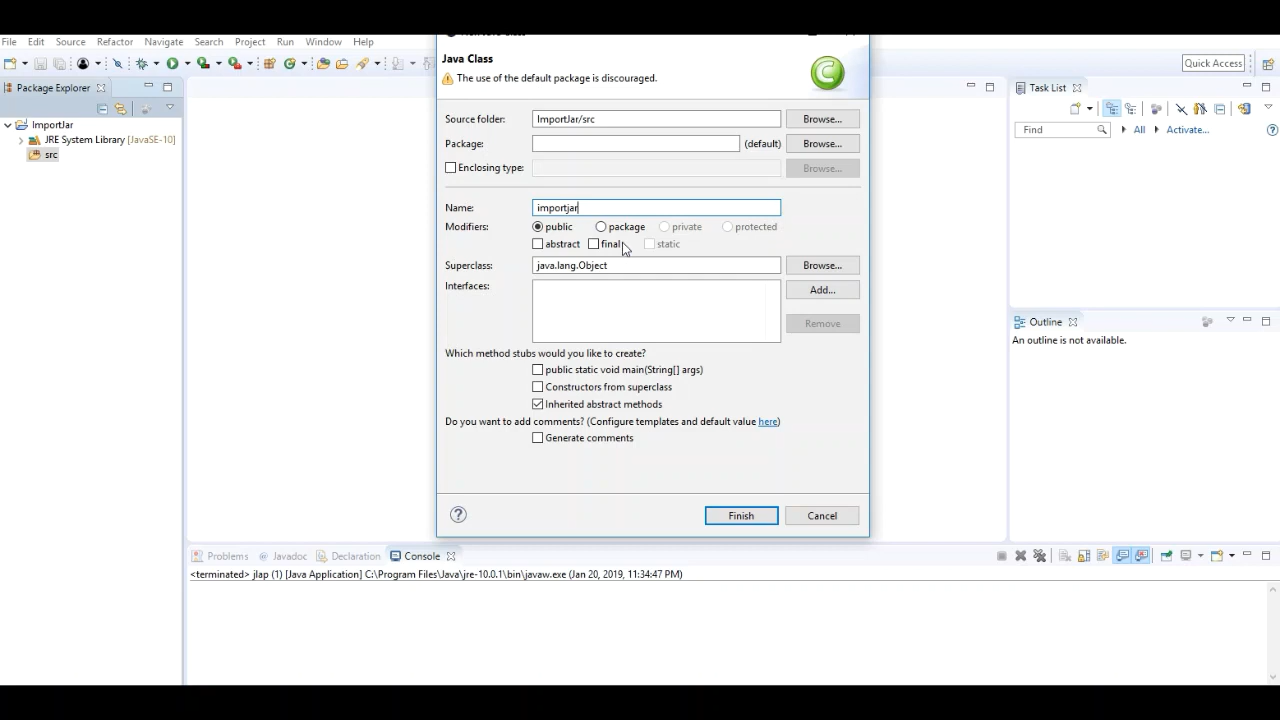 File Edit Source Refactor Navigate Search Project Run Window Help
Quick Access
Package Explorer
ImportJar
JRE System Library [JavaSE-10]
src
Java Class
The use of the default package is discouraged.
Source folder: ImportJar/src Browse...
Package: (default) Browse...
Enclosing type: Browse...
Name: importjar
Modifiers: public package private protected
abstract final static
Superclass: java.lang.Object Browse...
Interfaces: Add...
Remove
Which method stubs would you like to create?
public static void main(String[] args)
Constructors from superclass
Inherited abstract methods
Do you want to add comments? (Configure templates and default value here)
Generate comments
Finish Cancel
Task List
Find All Activate...
Outline
An outline is not available.
Problems Javadoc Declaration Console
<terminated> jlap (1) [Java Application] C:\Program Files\Java\jre-10.0.1\bin\javaw.exe (Jan 20, 2019, 11:34:47 PM)